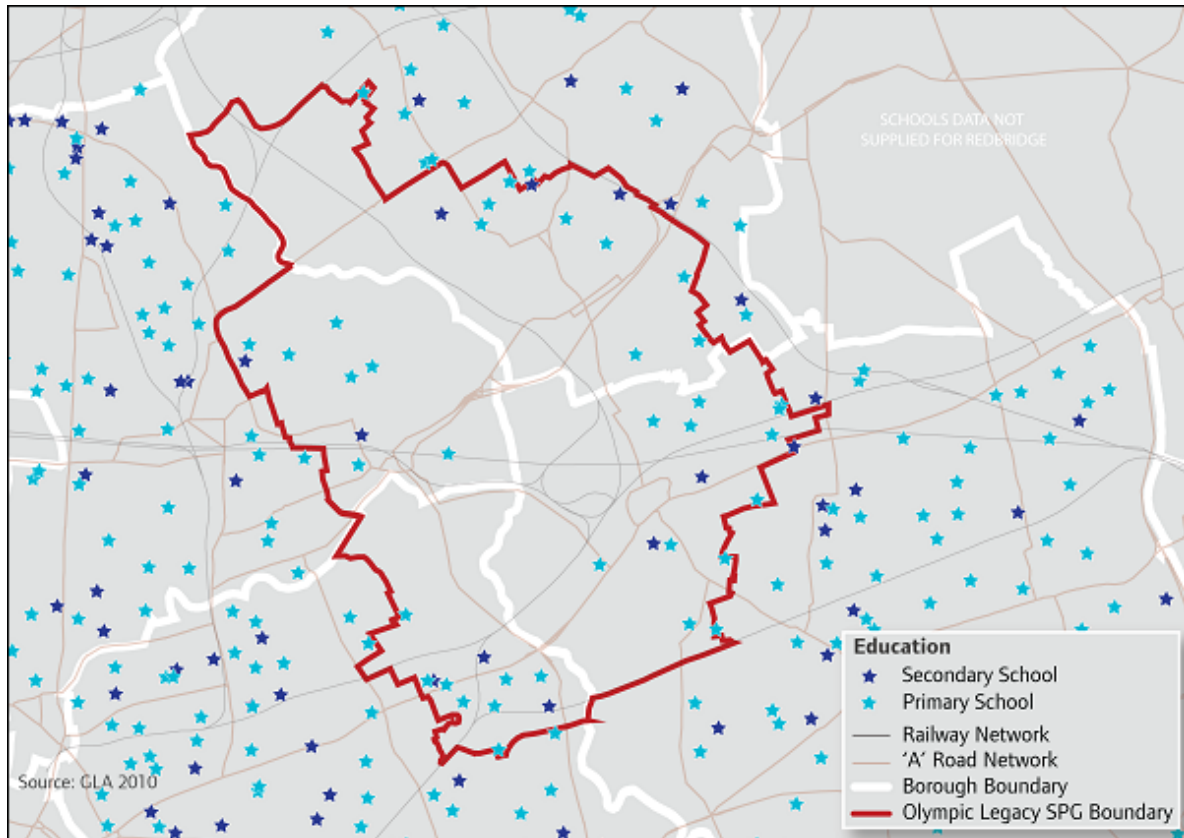 SCHOOLS DATA NOT
SUPPLIED FOR REDBRIDGE
Education
Secondary School
Primary School
Railway Network
'A' Road Network
Borough Boundary
Olympic Legacy SPG Boundary
Source: GLA 2010